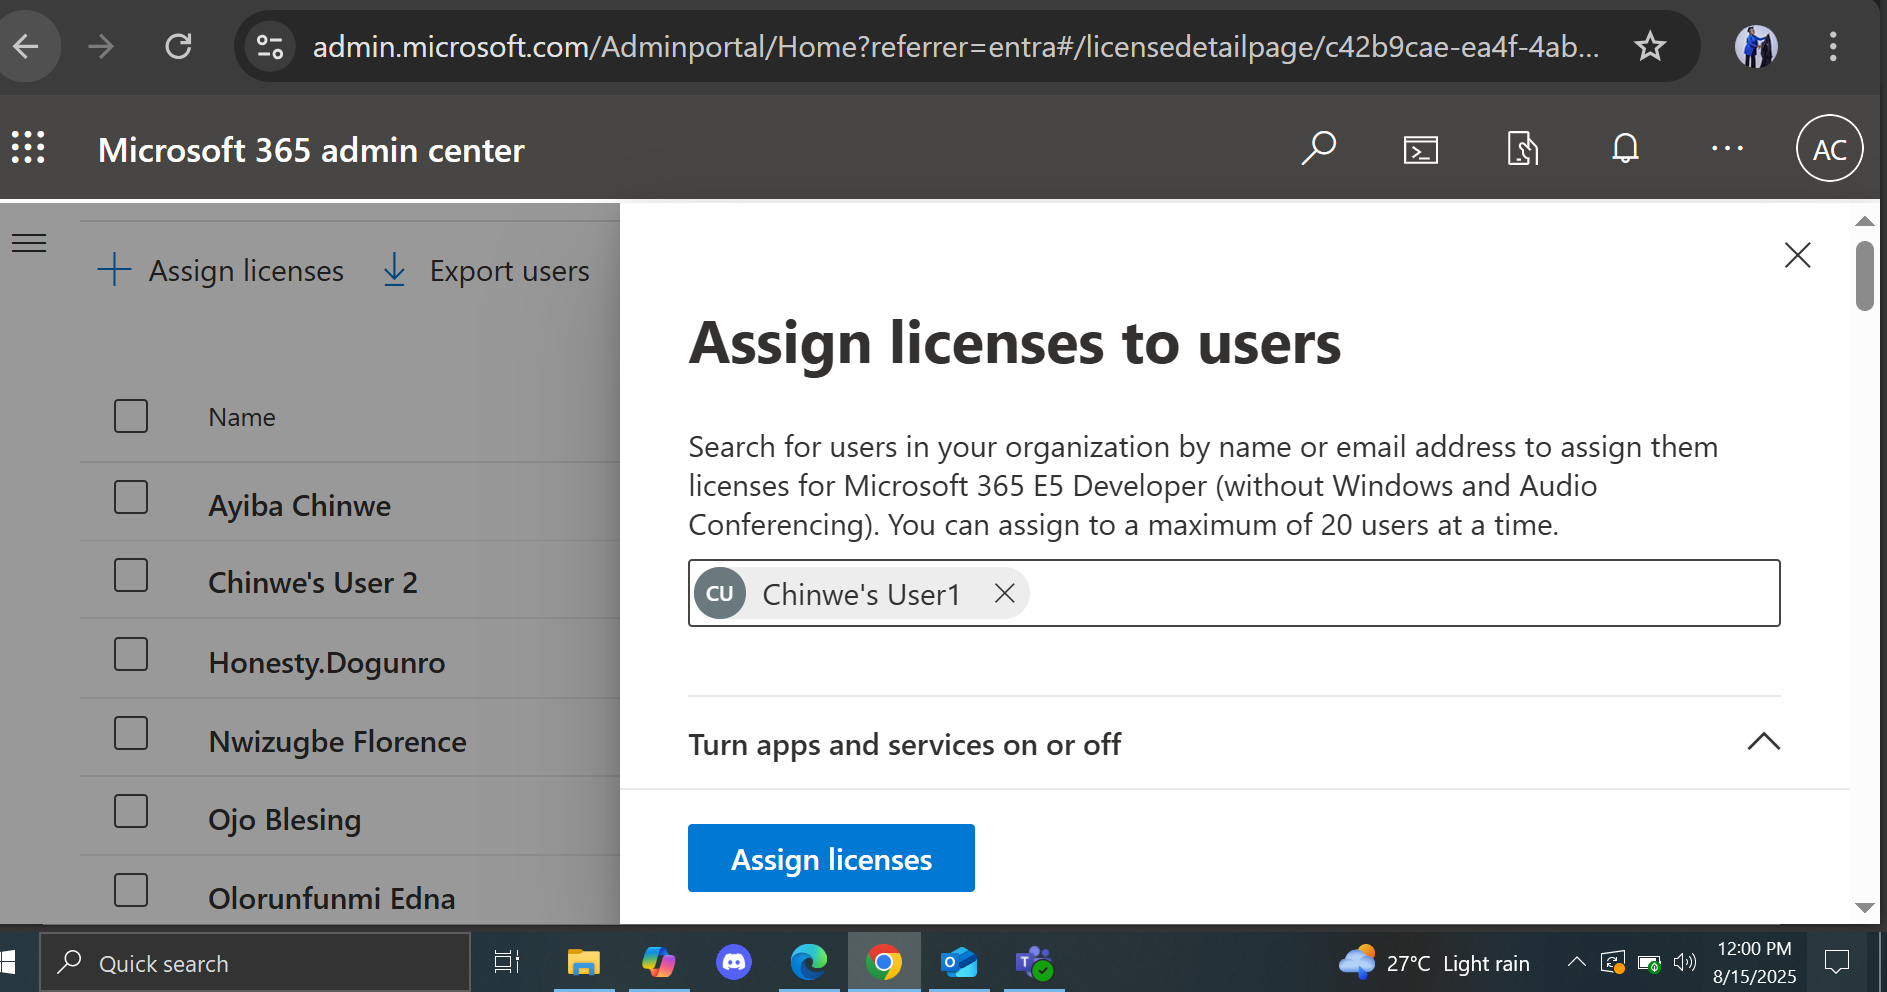 admin.microsoft.com/Adminportal/Home?referrer=entra#/licensedetailpage/c42b9cae-ea4f-4ab...
Microsoft 365 admin center
AC
Assign licenses
Export users
Name
Ayiba Chinwe
Chinwe's User 2
Honesty.Dogunro
Nwizugbe Florence
Ojo Blesing
Olorunfunmi Edna
Assign licenses to users
Search for users in your organization by name or email address to assign them
licenses for Microsoft 365 E5 Developer (without Windows and Audio
Conferencing). You can assign to a maximum of 20 users at a time.
CU Chinwe's User1
Turn apps and services on or off
Assign licenses
Quick search
27°C Light rain
12:00 PM
8/15/2025